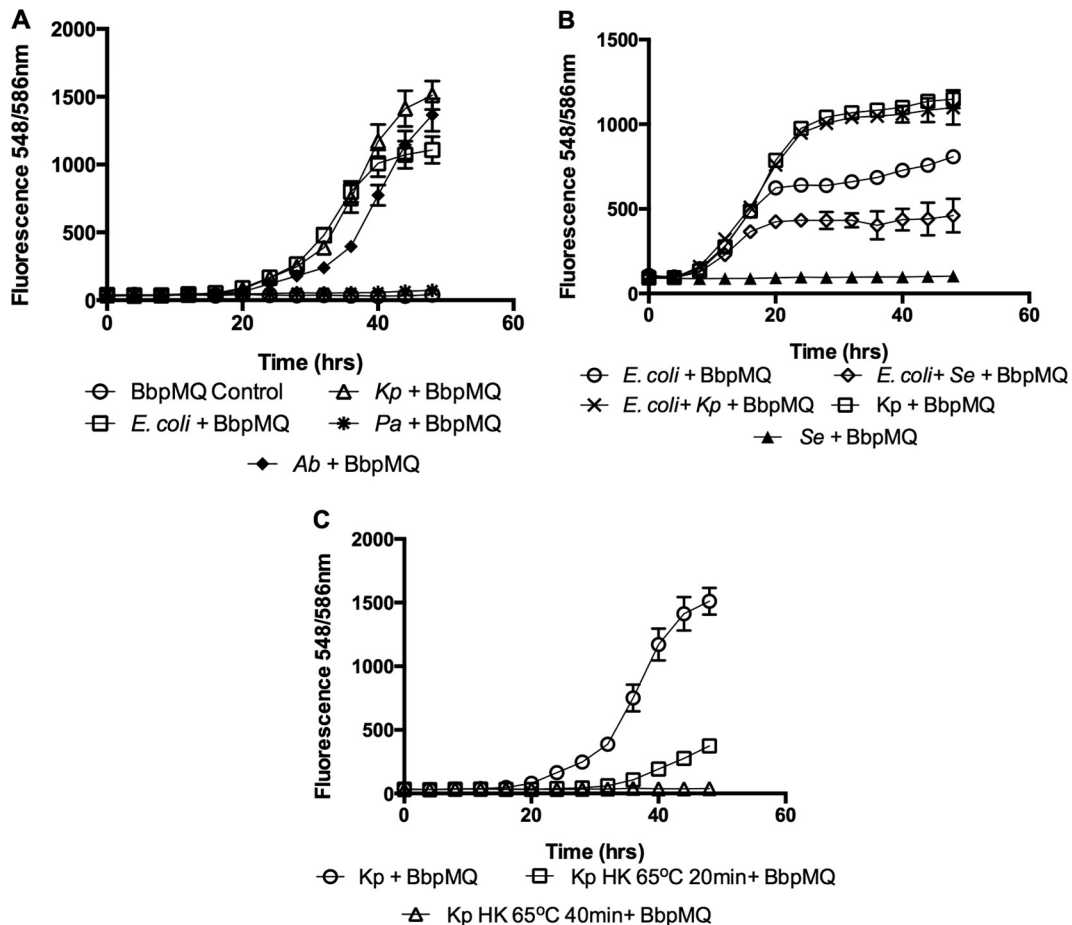 A
Fluorescence 548/586nm
2000
1500
1000
500
0
0 20 40 60
Time (hrs)
BbpMQ Control
Kp + BbpMQ
E. coli + BbpMQ
Pa + BbpMQ
Ab + BbpMQ
B
Fluorescence 548/586nm
1500
1000
500
0
0 20 40 60
Time (hrs)
E. coli + BbpMQ
E. coli+ Se + BbpMQ
E. coli+ Kp + BbpMQ
Kp + BbpMQ
Se + BbpMQ
C
Fluorescence 548/586nm
2000
1500
1000
500
0
0 20 40 60
Time (hrs)
Kp + BbpMQ
Kp HK 65ºC 20min+ BbpMQ
Kp HK 65ºC 40min+ BbpMQ